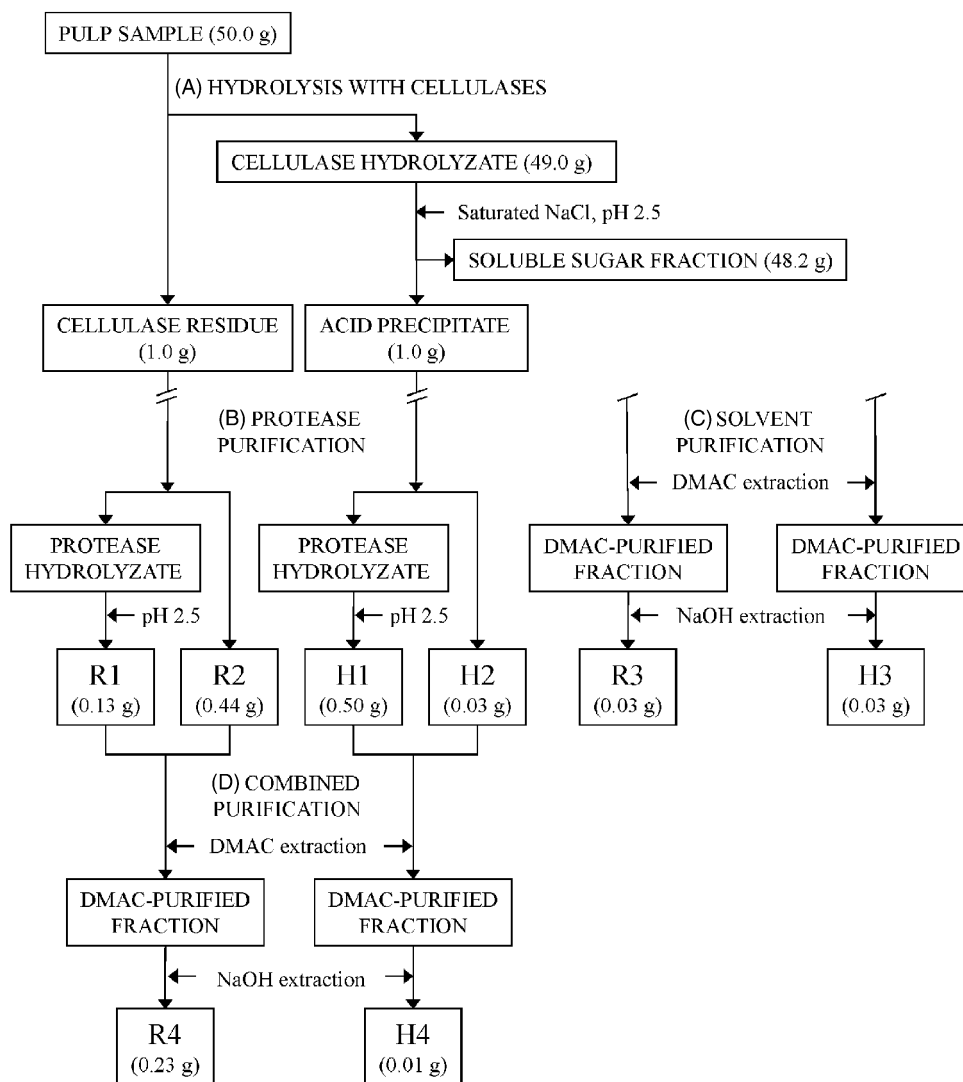 PULP SAMPLE (50.0 g)
(A) HYDROLYSIS WITH CELLULASES
CELLULASE HYDROLYZATE (49.0 g)
Saturated NaCl, pH 2.5
SOLUBLE SUGAR FRACTION (48.2 g)
CELLULASE RESIDUE
(1.0 g)
ACID PRECIPITATE
(1.0 g)
(B) PROTEASE
PURIFICATION
(C) SOLVENT
PURIFICATION
DMAC extraction
PROTEASE
HYDROLYZATE
PROTEASE
HYDROLYZATE
DMAC-PURIFIED
FRACTION
DMAC-PURIFIED
FRACTION
pH 2.5
pH 2.5
NaOH extraction
R1
(0.13 g)
R2
(0.44 g)
H1
(0.50 g)
H2
(0.03 g)
R3
(0.03 g)
H3
(0.03 g)
(D) COMBINED
PURIFICATION
DMAC extraction
DMAC-PURIFIED
FRACTION
DMAC-PURIFIED
FRACTION
NaOH extraction
R4
(0.23 g)
H4
(0.01 g)